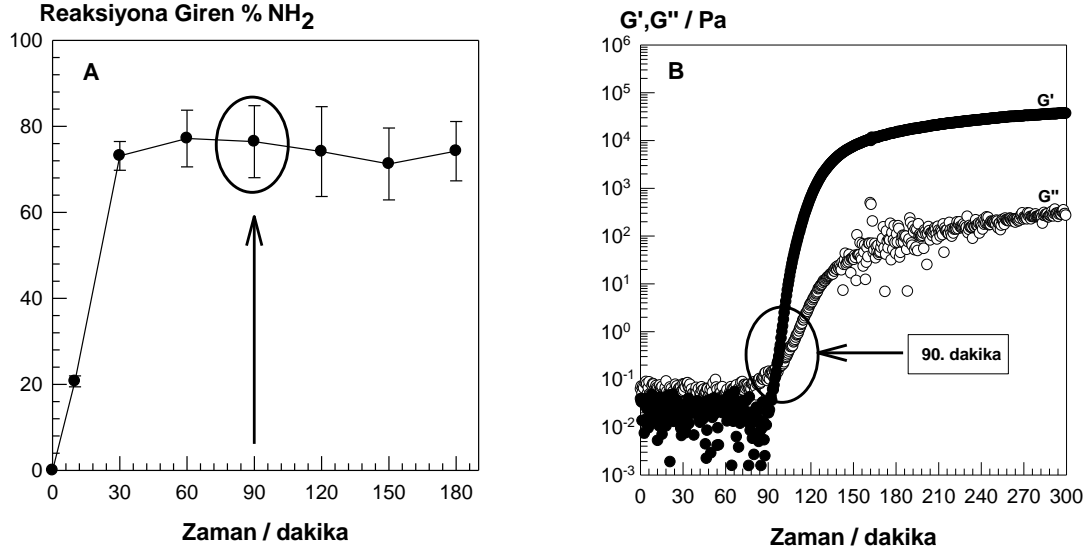 Reaksiyona Giren % NH2
100
80
60
40
20
0
A
0 30 60 90 120 150 180
Zaman / dakika
G',G'' / Pa
10^6
10^5
10^4
10^3
10^2
10^1
10^0
10^-1
10^-2
10^-3
B
G'
G''
90. dakika
0 30 60 90 120 150 180 210 240 270 300
Zaman / dakika